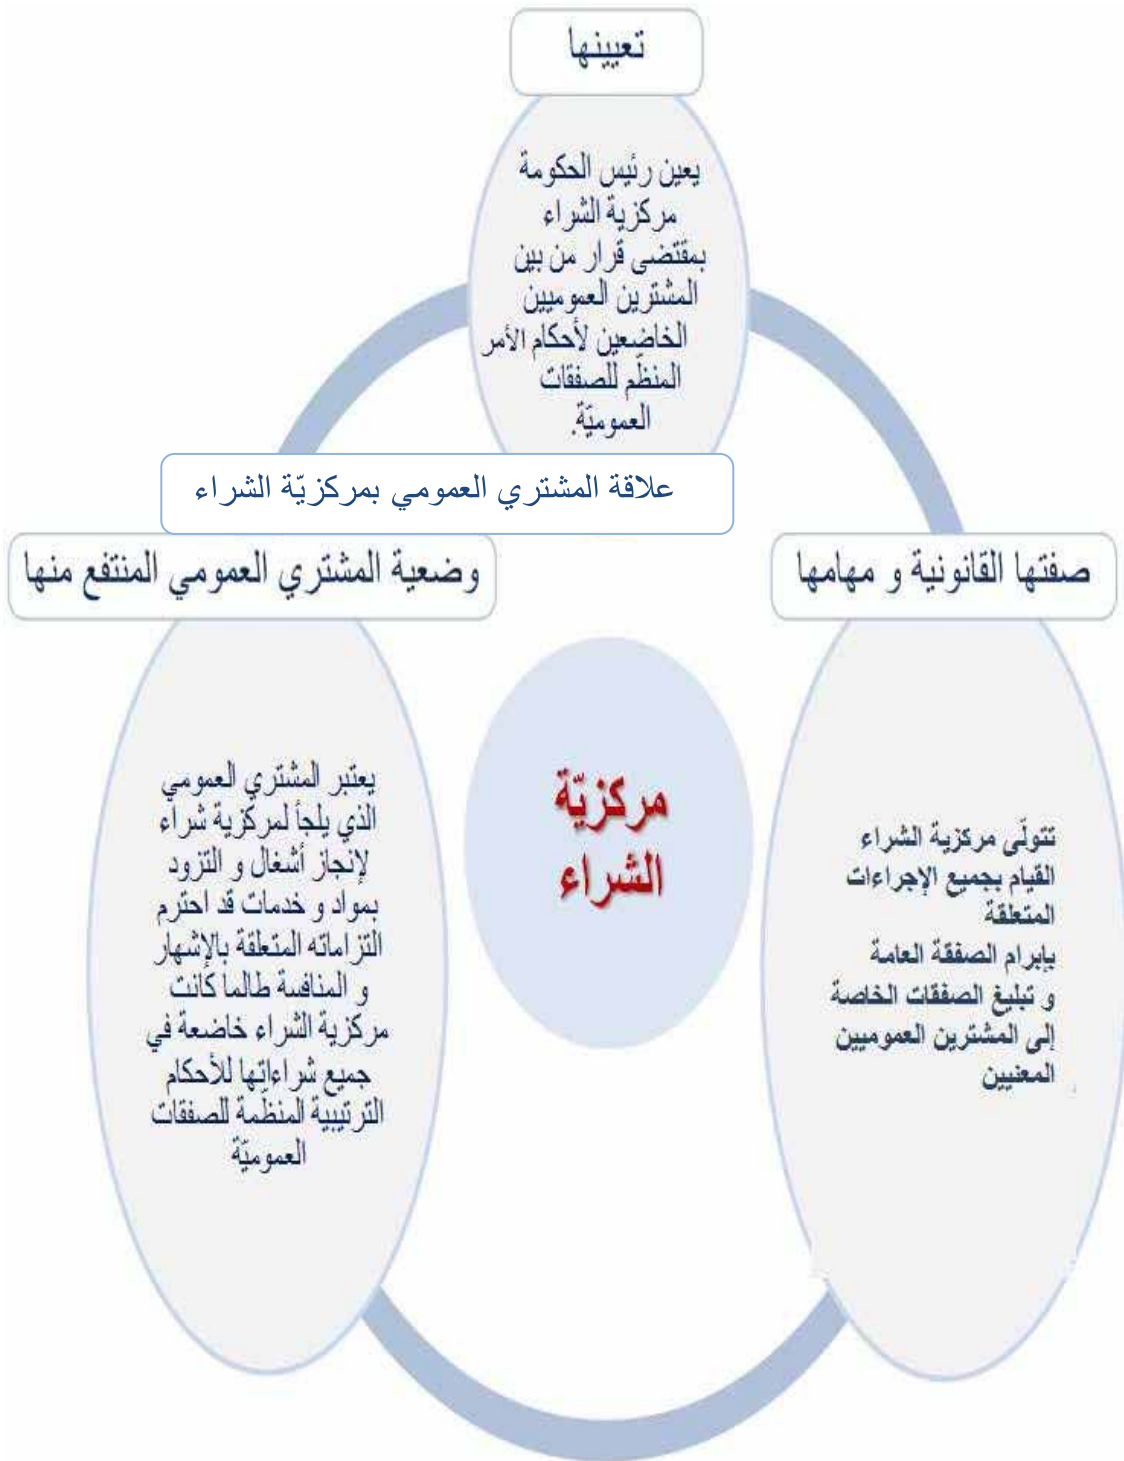 تعيينها
يعين رئيس الحكومة
مركزية الشراء
بمقتضى قرار من بين
المشترين العموميين
الخاضعين لأحكام الأمر
المنظّم للصفقات
العموميّة.
علاقة المشتري العمومي بمركزيّة الشراء
صفتها القانونية و مهامها
تتولّى مركزية الشراء
القيام بجميع الإجراءات
المتعلقة
بإبرام الصفقة العامة
و تبليغ الصفقات الخاصة
إلى المشترين العموميين
المعنيين
مركزيّة
الشراء
وضعية المشتري العمومي المنتفع منها
يعتبر المشتري العمومي
الذي يلجأ لمركزية شراء
لإنجاز أشغال و التزود
بمواد و خدمات قد احترم
التزاماته المتعلقة بالإشهار
و المنافسة طالما كانت
مركزية الشراء خاضعة في
جميع شراءاتها للأحكام
الترتيبية المنظّمة للصفقات
العموميّة